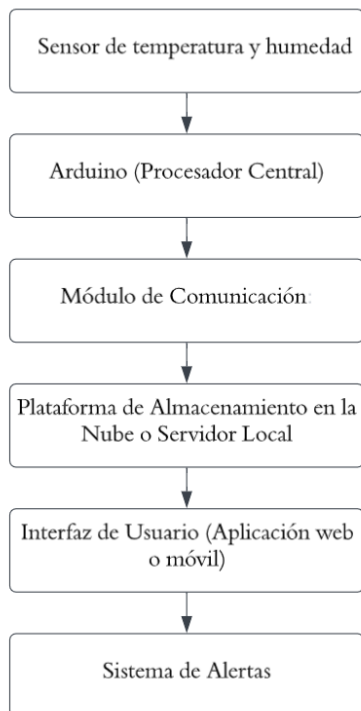 Sensor de temperatura y humedad
Arduino (Procesador Central)
Módulo de Comunicación:
Plataforma de Almacenamiento en la
Nube o Servidor Local
Interfaz de Usuario (Aplicación web
o móvil)
Sistema de Alertas